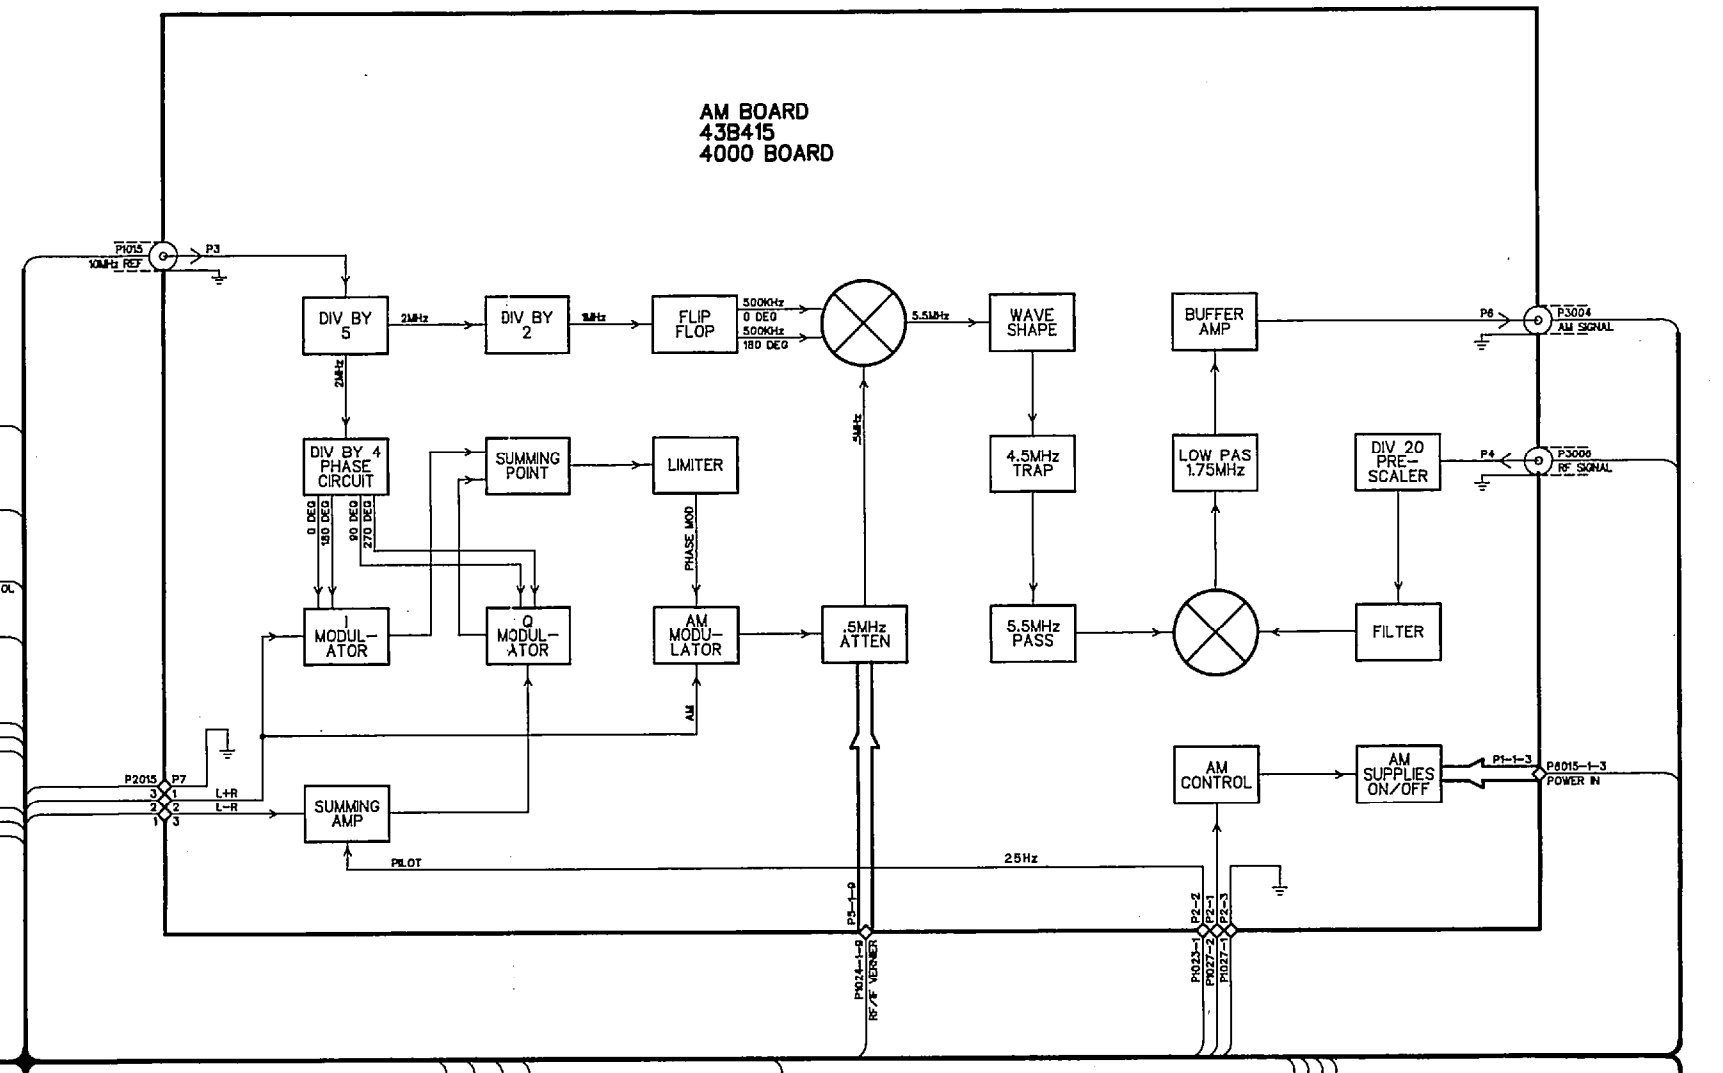 AM BOARD
43B415
4000 BOARD
P1015
10MHz REF
P3
DIV BY
5
2MHz
DIV BY
2
1MHz
FLIP
FLOP
500KHz
0 DEG
500KHz
180 DEG
5.5MHz
WAVE
SHAPE
BUFFER
AMP
P6
P3004
AM SIGNAL
2MHz
.5MHz
DIV BY 4
PHASE
CIRCUIT
SUMMING
POINT
LIMITER
4.5MHz
TRAP
LOW PAS
1.75MHz
DIV 20
PRE-
SCALER
P4
RF SIGNAL
0 DEG
180 DEG
90 DEG
270 DEG
PHASE MOD
OL
I
MODUL-
ATOR
Q
MODUL-
ATOR
AM
MODU-
LATOR
.5MHz
ATTEN
5.5MHz
PASS
FILTER
AM
P2015
P7
3
1
L+R
2
2
L-R
1
3
SUMMING
AMP
AM
CONTROL
AM
SUPPLIES
ON/OFF
P1-1-3
P6015-1-3
POWER IN
PILOT
25Hz
P5-1-9
P2-2
P2-1
P2-3
P1024-1-9
RF/IF VERNIER
P1023-1
P1027-2
P1027-1